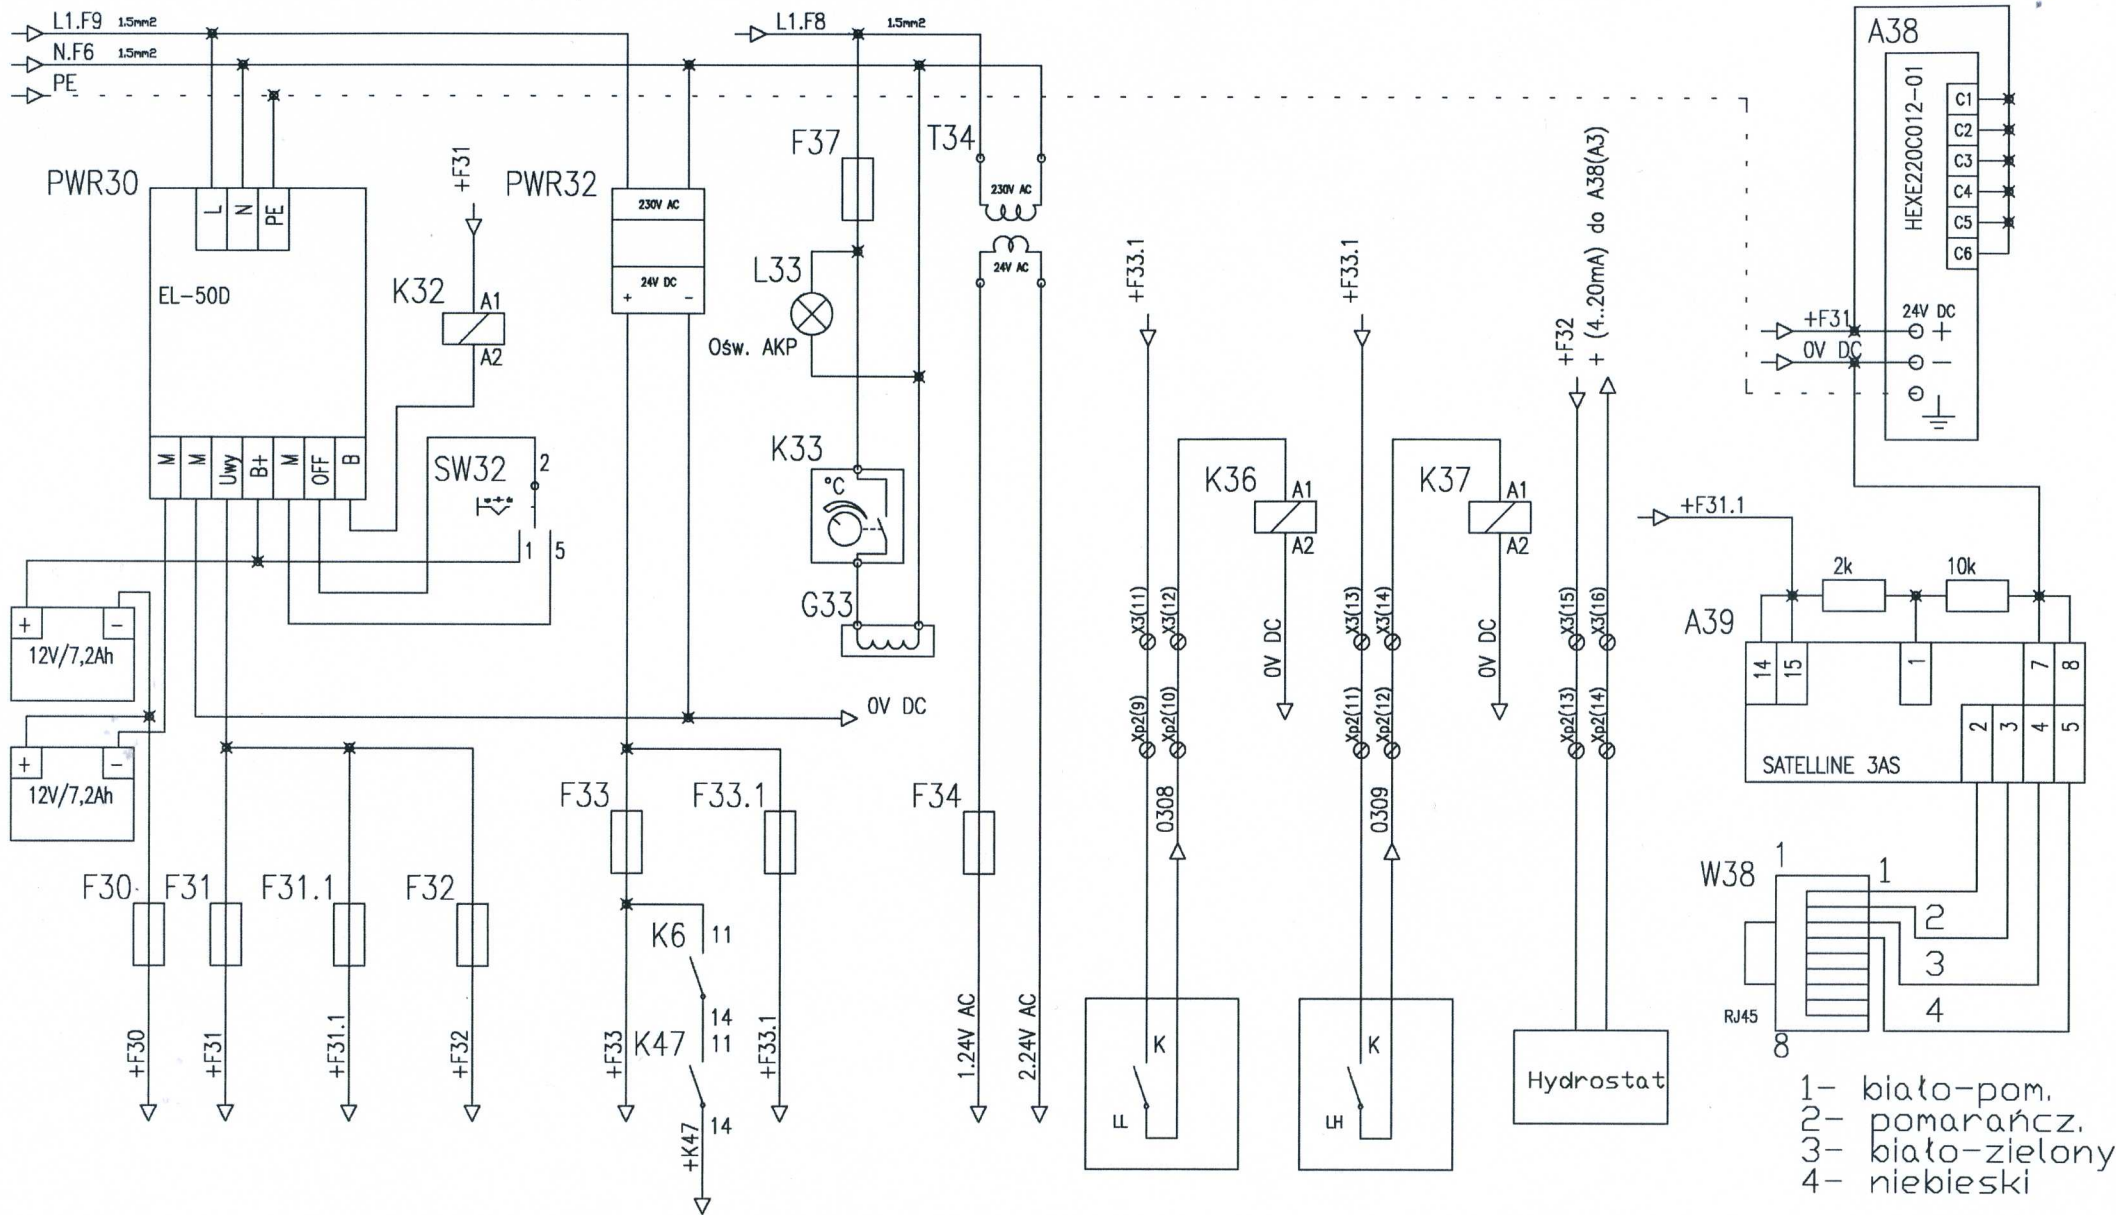 L1.F9 1.5mm2
N.F6 1.5mm2
PE
L1.F8 1.5mm2
PWR30
L
N
PE
EL-50D
M
M
Uwy
B+
M
OFF
B
+F31
K32
A1
A2
SW32
2
1
5
+
-
12V/7,2Ah
+
-
12V/7,2Ah
F30
F31
F31.1
F32
+F30
+F31
+F31.1
+F32
PWR32
230V AC
24V DC
+
-
0V DC
F33
F33.1
K6
11
14
K47
11
14
+F33
+K47
+F33.1
F37
L33
Ośw. AKP
K33
°C
G33
T34
230V AC
24V AC
F34
1.24V AC
2.24V AC
+F33.1
K36
A1
A2
0V DC
X3(11)
X3(12)
Xp2(9)
Xp2(10)
0308
K
LL
+F33.1
K37
A1
A2
0V DC
X3(13)
X3(14)
Xp2(11)
Xp2(12)
0309
K
LH
+F32
+ (4..20mA) do A38(A3)
X3(15)
X3(16)
Xp2(13)
Xp2(14)
Hydrostat
A38
HEXE220C012-01
C1
C2
C3
C4
C5
C6
24V DC
+F31
+
0V DC
-
+F31.1
2k
10k
A39
14
15
1
7
8
2
3
4
5
SATELLINE 3AS
W38
1
1
2
3
4
RJ45
8
1- biało-pom.
2- pomarańcz.
3- biało-zielony
4- niebieski